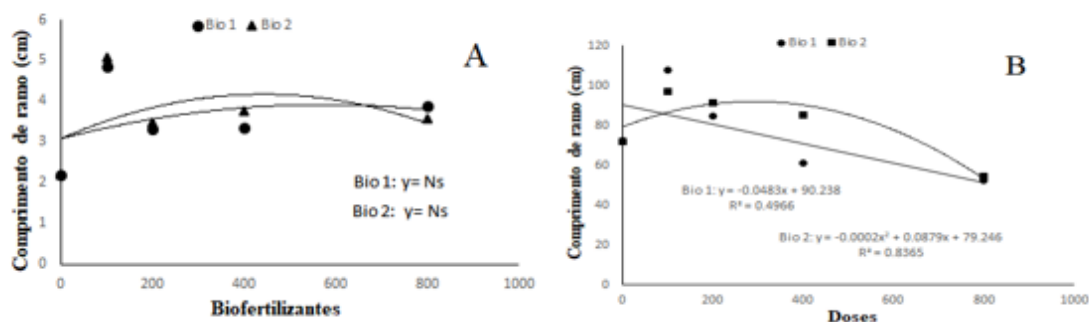 Bio 1 Bio 2
A
Comprimento de ramo (cm)
6
5
4
3
2
1
0
Bio 1: y= Ns
Bio 2: y= Ns
0 200 400 600 800 1000
Biofertilizantes
Bio 1 Bio 2
B
Comprimento de ramo (cm)
120
100
80
60
40
20
0
Bio 1: y = -0.0483x + 90.238
R² = 0.4966
Bio 2: y = -0.0002x² + 0.0879x + 79.246
R² = 0.8365
0 200 400 600 800 1000
Doses